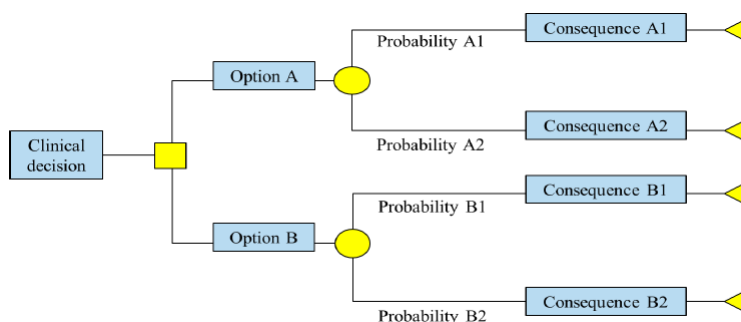 Probability A1
Consequence A1
Option A
Probability A2
Consequence A2
Clinical
decision
Probability B1
Consequence B1
Option B
Probability B2
Consequence B2